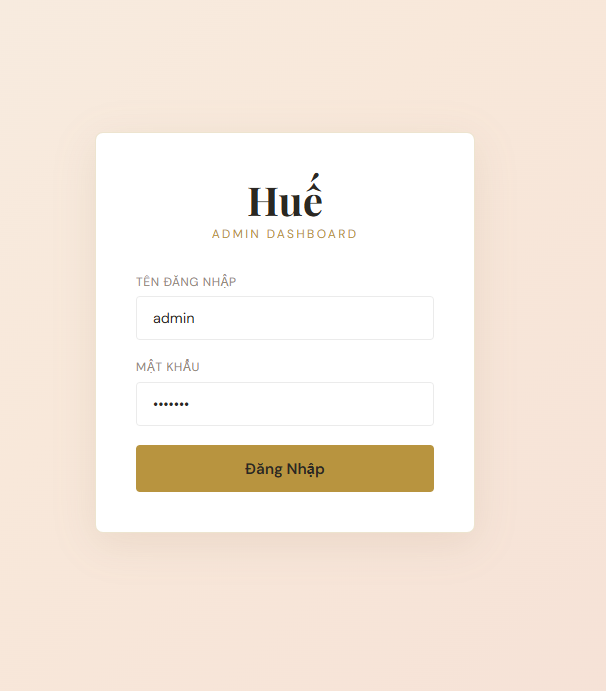 Huế
ADMIN DASHBOARD
TÊN ĐĂNG NHẬP
admin
MẬT KHẨU
•••••••
Đăng Nhập